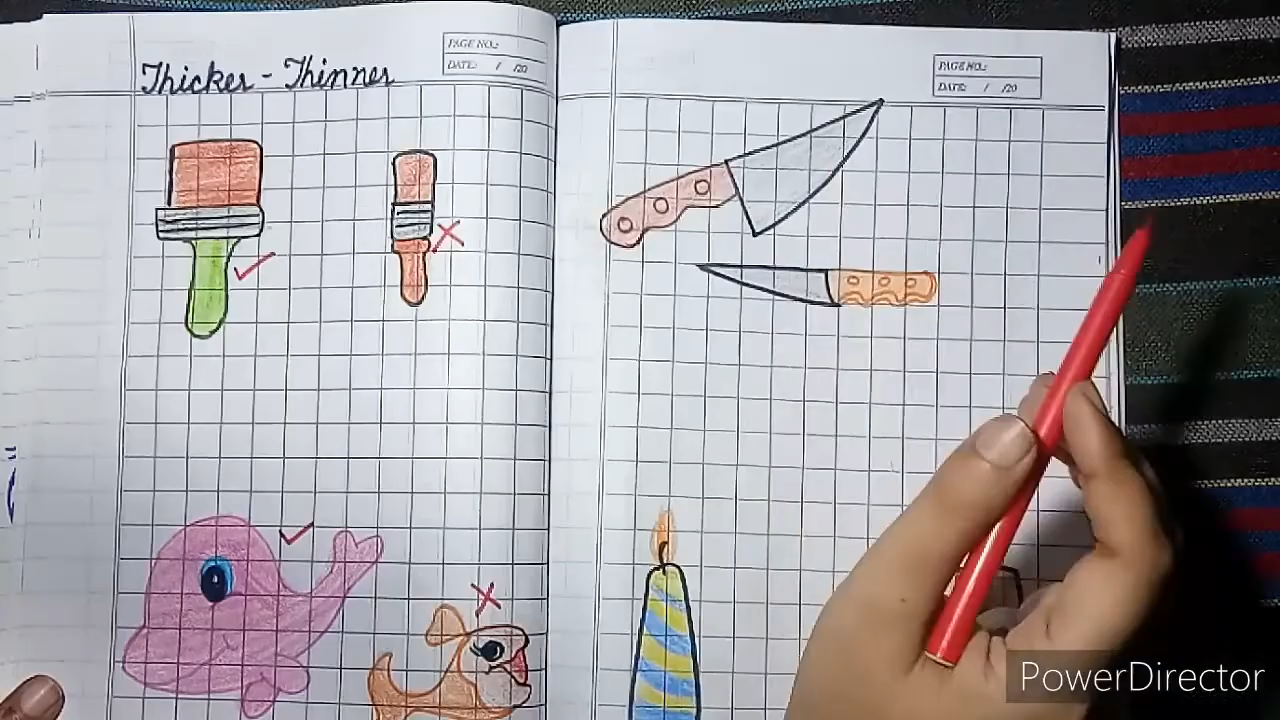 Thicker - Thinner
PAGE NO.:
DATE: / /20
PAGE NO.:
DATE: / /20
PowerDirector